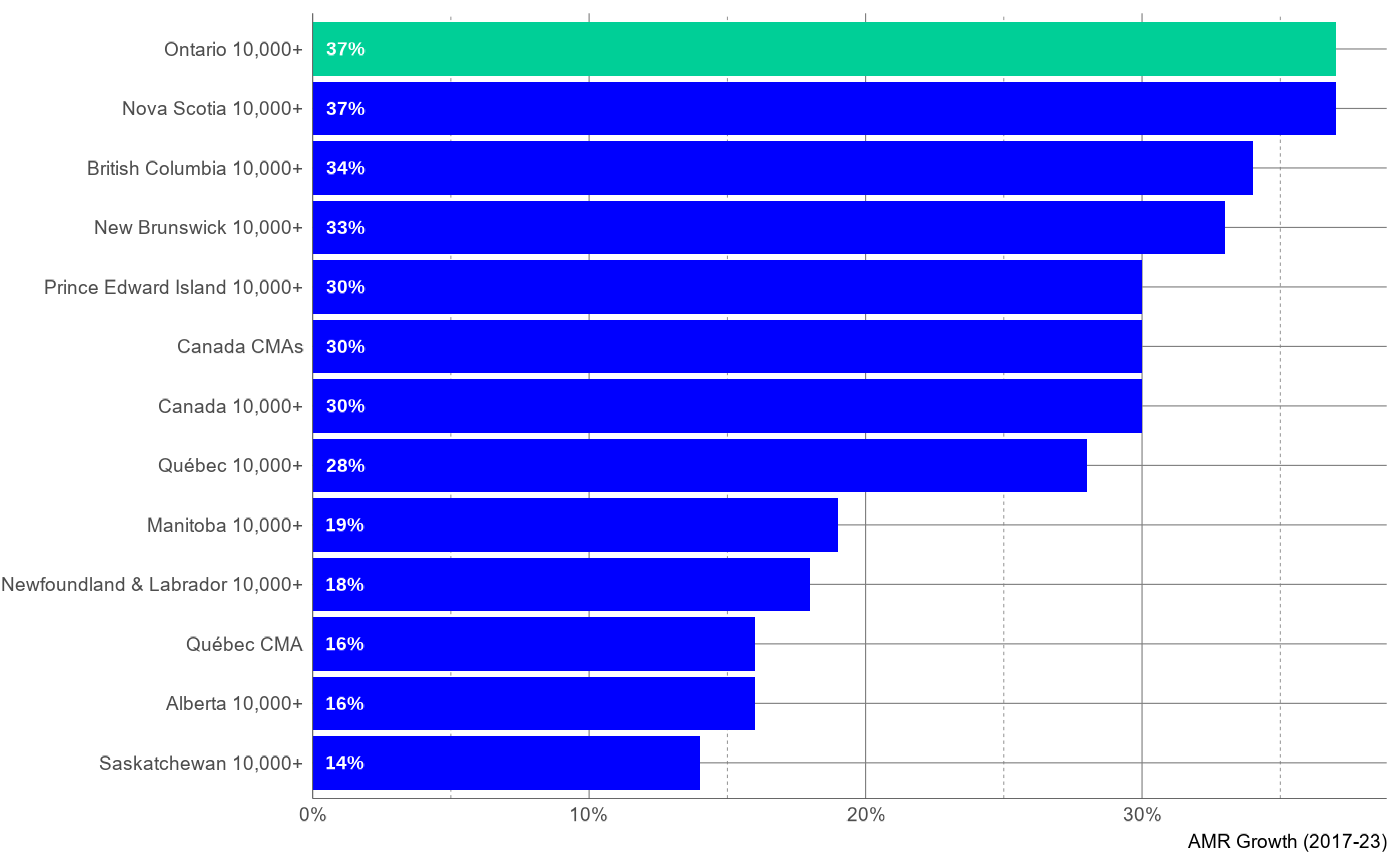 Ontario 10,000+ 37%
Nova Scotia 10,000+ 37%
British Columbia 10,000+ 34%
New Brunswick 10,000+ 33%
Prince Edward Island 10,000+ 30%
Canada CMAs 30%
Canada 10,000+ 30%
Québec 10,000+ 28%
Manitoba 10,000+ 19%
Newfoundland & Labrador 10,000+ 18%
Québec CMA 16%
Alberta 10,000+ 16%
Saskatchewan 10,000+ 14%
0% 10% 20% 30%
AMR Growth (2017-23)